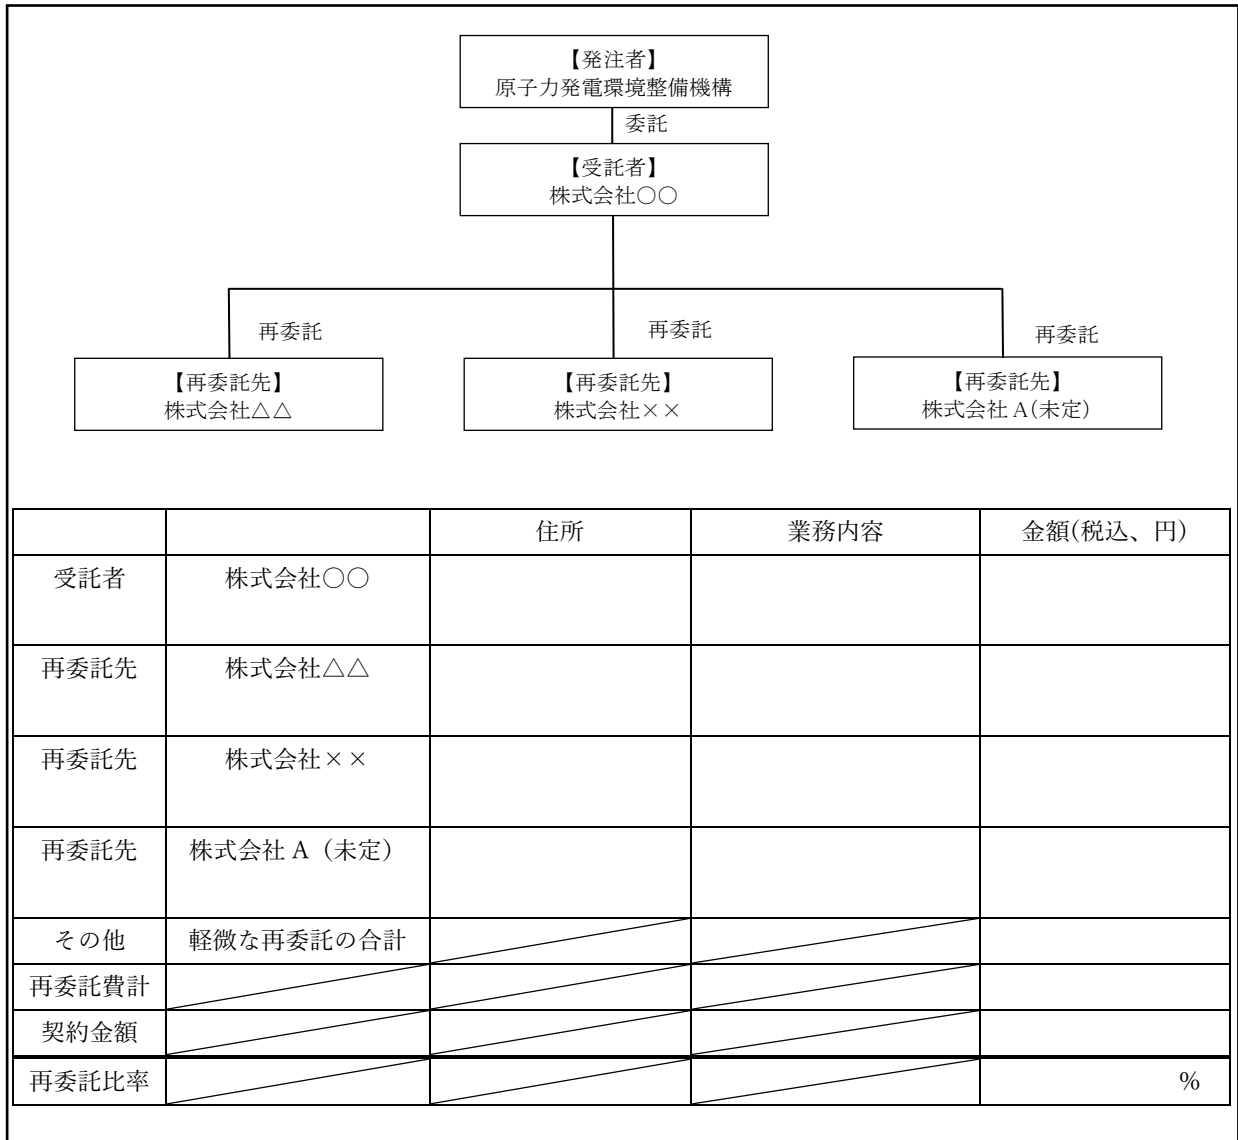 【発注者】
原子力発電環境整備機構
委託
【受託者】
株式会社○○
再委託
再委託
再委託
【再委託先】
株式会社△△
【再委託先】
株式会社××
【再委託先】
株式会社A(未定)
住所 業務内容 金額(税込、円)
受託者 株式会社○○
再委託先 株式会社△△
再委託先 株式会社××
再委託先 株式会社A（未定）
その他 軽微な再委託の合計
再委託費計
契約金額
再委託比率 %